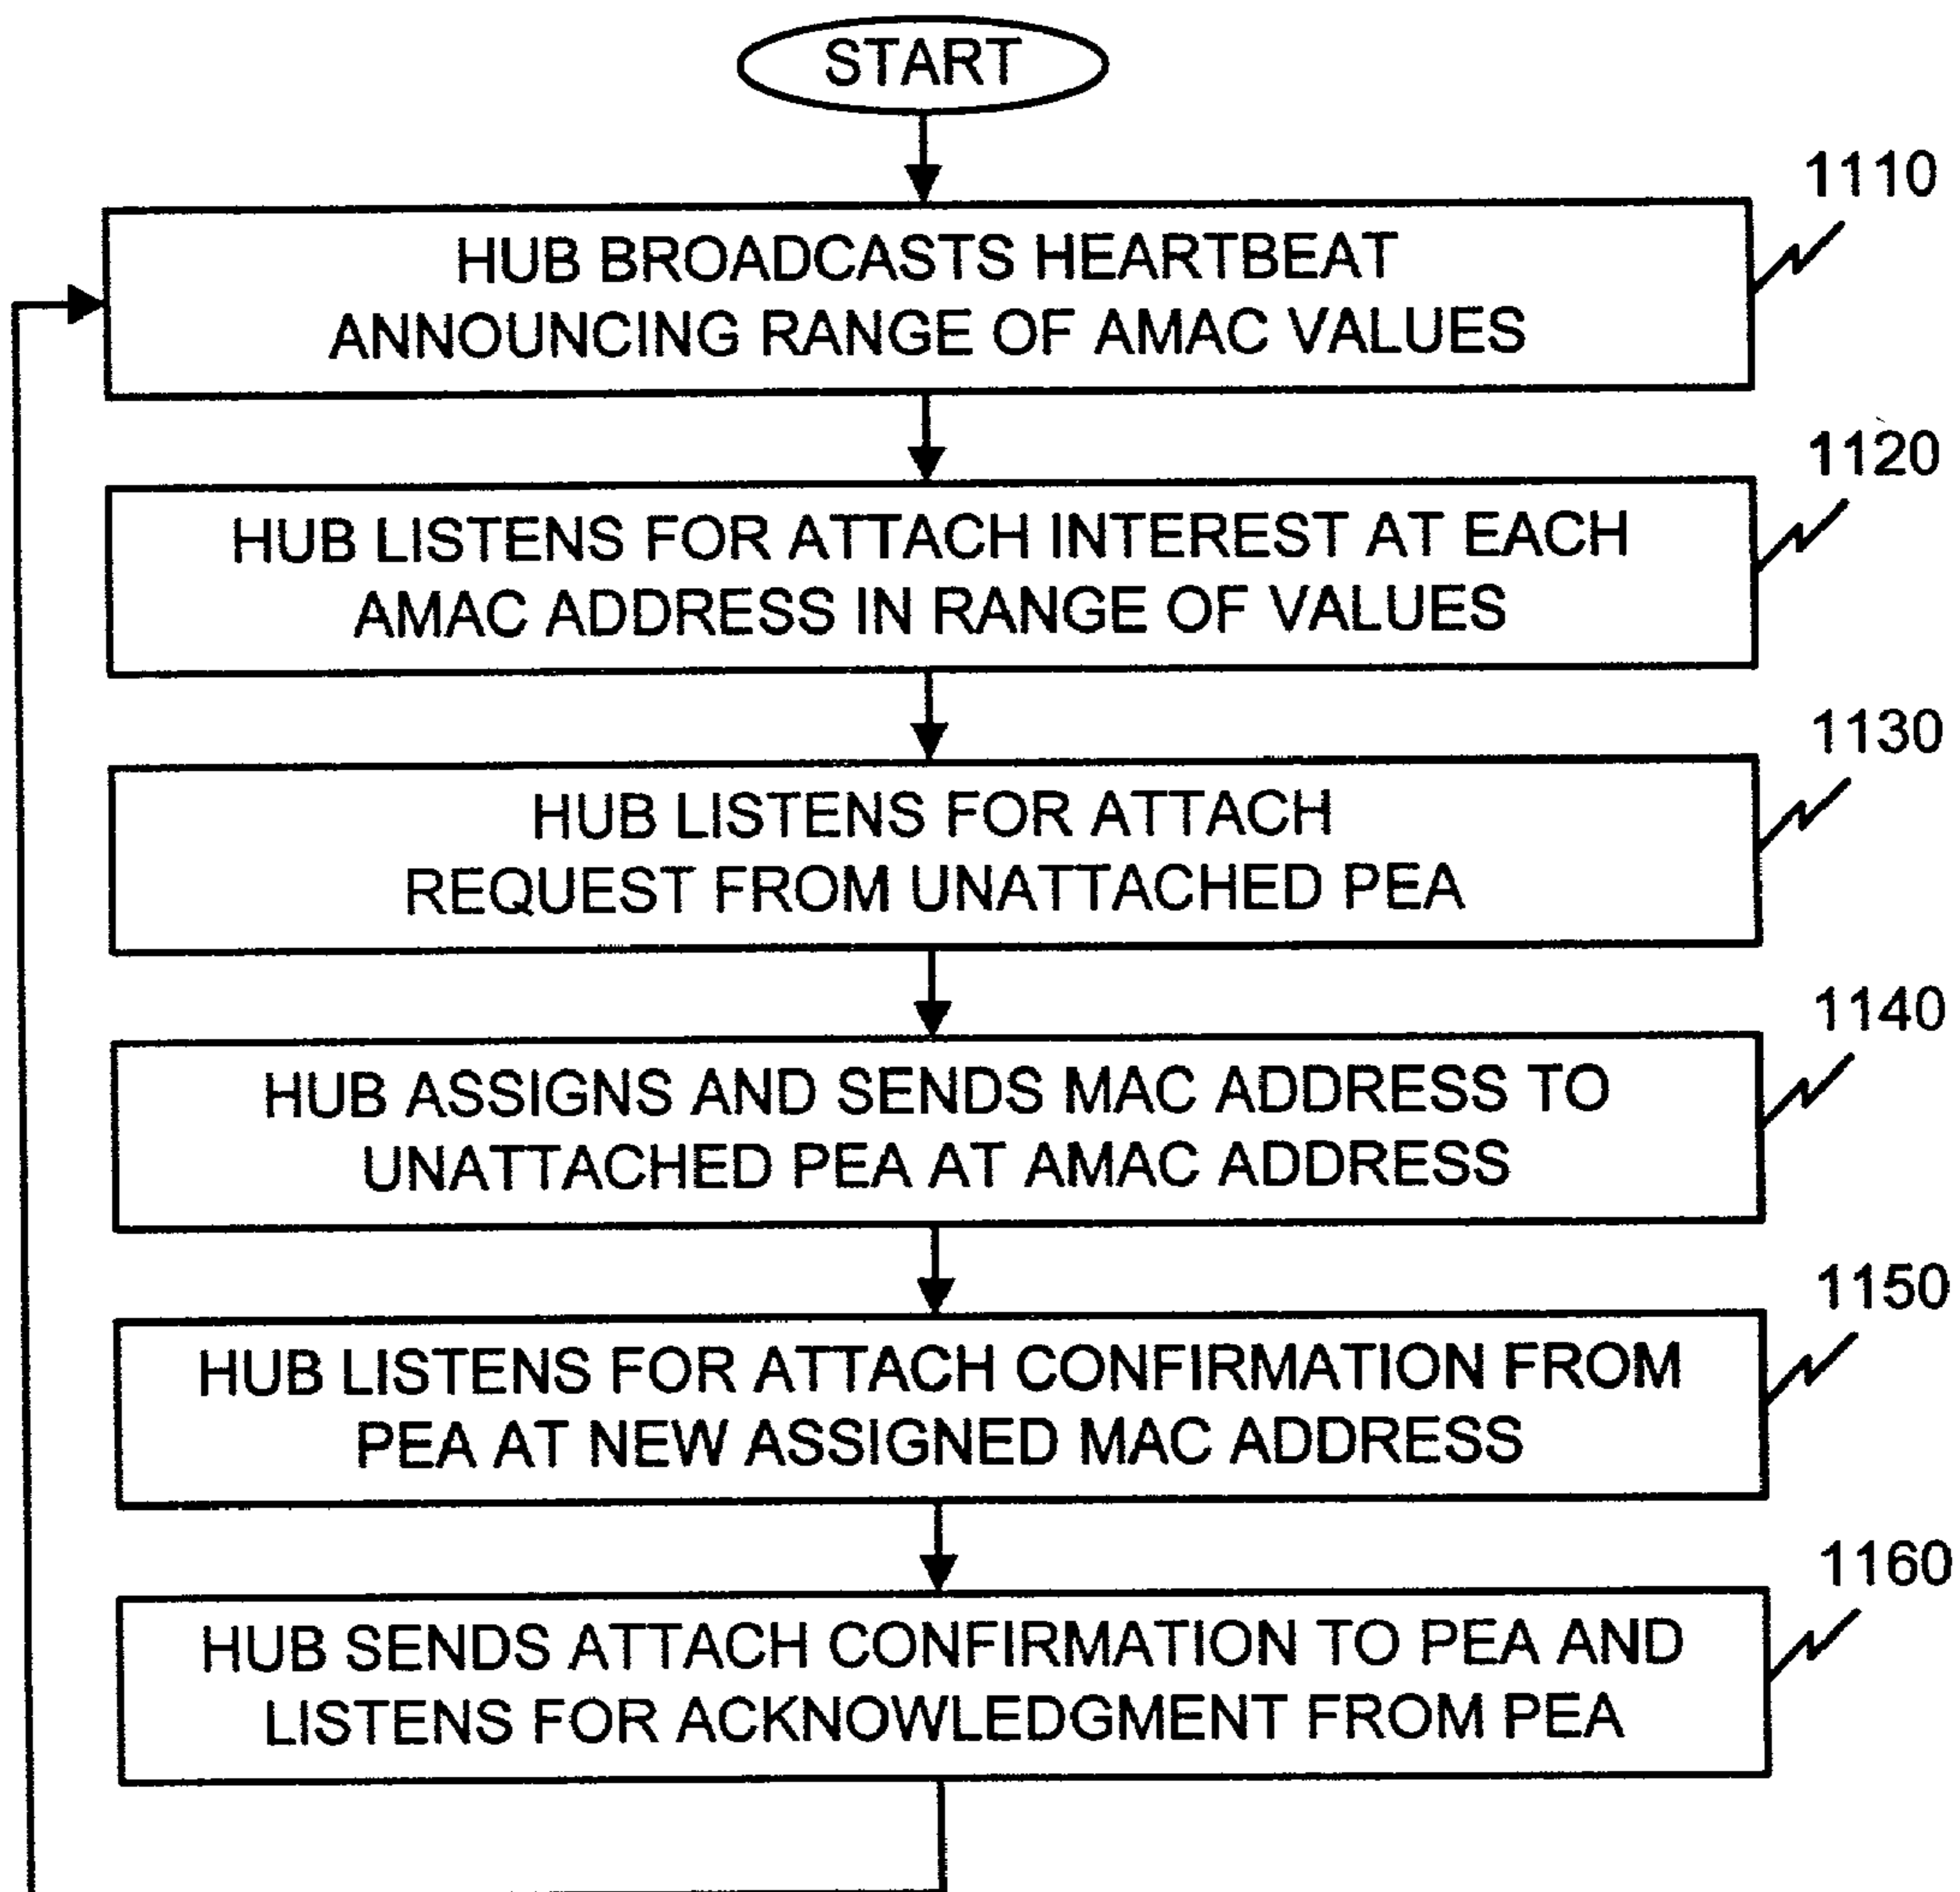 START
1110
HUB BROADCASTS HEARTBEAT
ANNOUNCING RANGE OF AMAC VALUES
1120
HUB LISTENS FOR ATTACH INTEREST AT EACH
AMAC ADDRESS IN RANGE OF VALUES
1130
HUB LISTENS FOR ATTACH
REQUEST FROM UNATTACHED PEA
1140
HUB ASSIGNS AND SENDS MAC ADDRESS TO
UNATTACHED PEA AT AMAC ADDRESS
1150
HUB LISTENS FOR ATTACH CONFIRMATION FROM
PEA AT NEW ASSIGNED MAC ADDRESS
1160
HUB SENDS ATTACH CONFIRMATION TO PEA AND
LISTENS FOR ACKNOWLEDGMENT FROM PEA